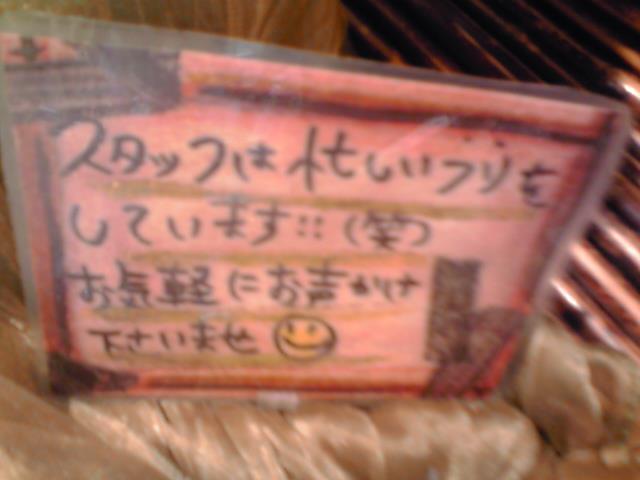 スタッフは忙しいフリを
しています::(笑)
お気軽にお声かけ
下さいませ